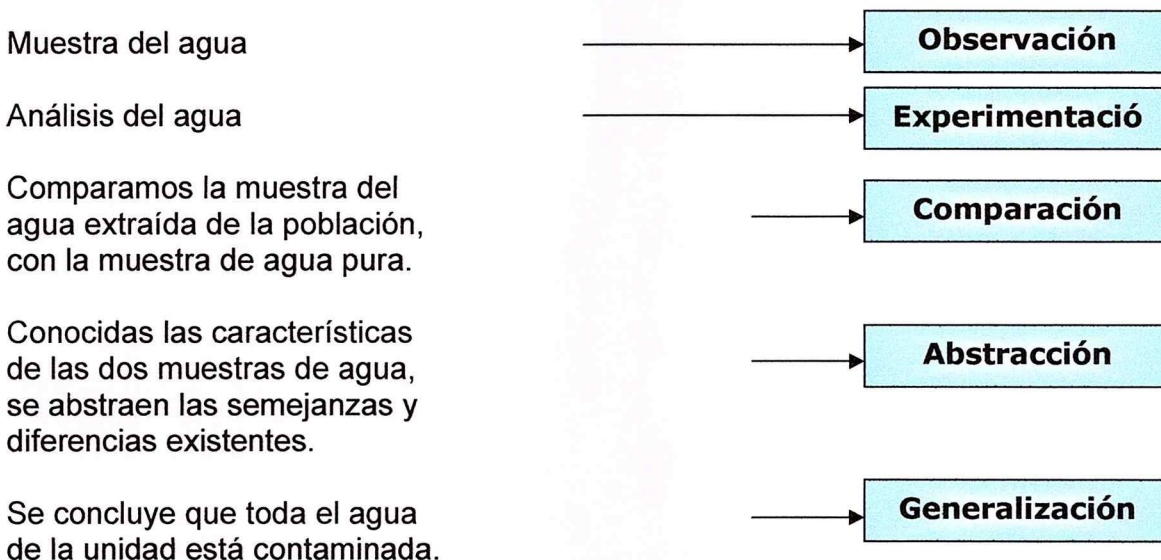 Muestra del agua
Observación
Análisis del agua
Experimentació
Comparamos la muestra del
agua extraída de la población,
con la muestra de agua pura.
Comparación
Conocidas las características
de las dos muestras de agua,
se abstraen las semejanzas y
diferencias existentes.
Abstracción
Se concluye que toda el agua
de la unidad está contaminada.
Generalización